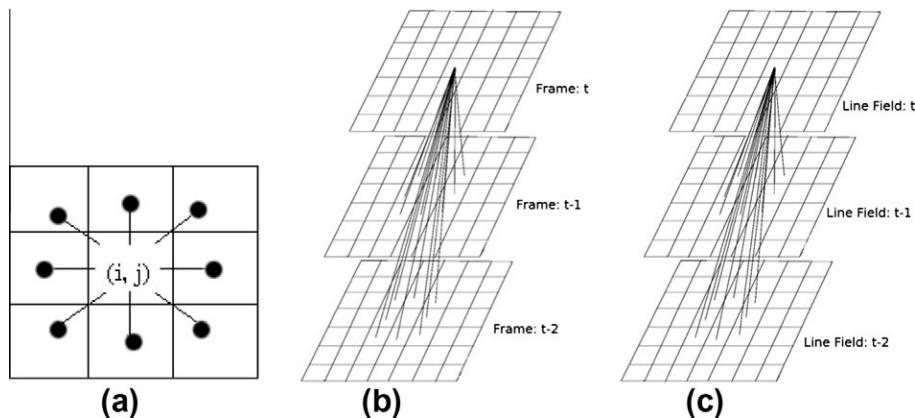 (i, j)
(a)
Frame: t
Frame: t-1
Frame: t-2
(b)
Line Field: t
Line Field: t-1
Line Field: t-2
(c)